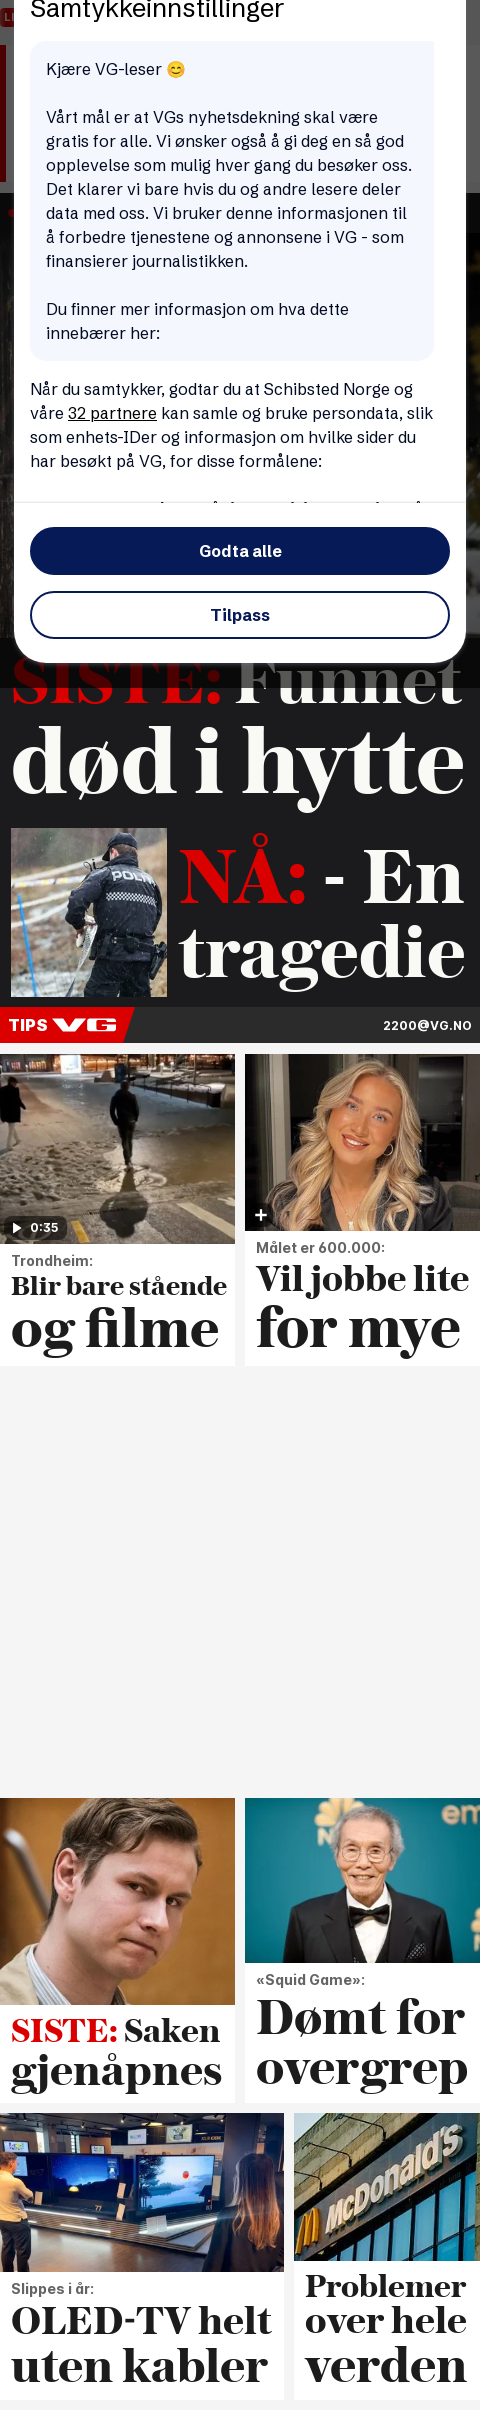 Samtykkeinnstillinger
Kjære VG-leser 😊
Vårt mål er at VGs nyhetsdekning skal være
gratis for alle. Vi ønsker også å gi deg en så god
opplevelse som mulig hver gang du besøker oss.
Det klarer vi bare hvis du og andre lesere deler
data med oss. Vi bruker denne informasjonen til
å forbedre tjenestene og annonsene i VG - som
finansierer journalistikken.
Du finner mer informasjon om hva dette
innebærer her:
Når du samtykker, godtar du at Schibsted Norge og
våre 32 partnere kan samle og bruke persondata, slik
som enhets-IDer og informasjon om hvilke sider du
har besøkt på VG, for disse formålene:
Godta alle
Tilpass
SISTE: Funnet
død i hytte
POLITI
NÅ: - En
tragedie
TIPS VG
2200@VG.NO
0:35
Trondheim:
Blir bare stående
og filme
Målet er 600.000:
Vil jobbe lite
for mye
SISTE: Saken
gjenåpnes
«Squid Game»:
Dømt for
overgrep
Slippes i år:
OLED-TV helt
uten kabler
McDonald's
Problemer
over hele
verden